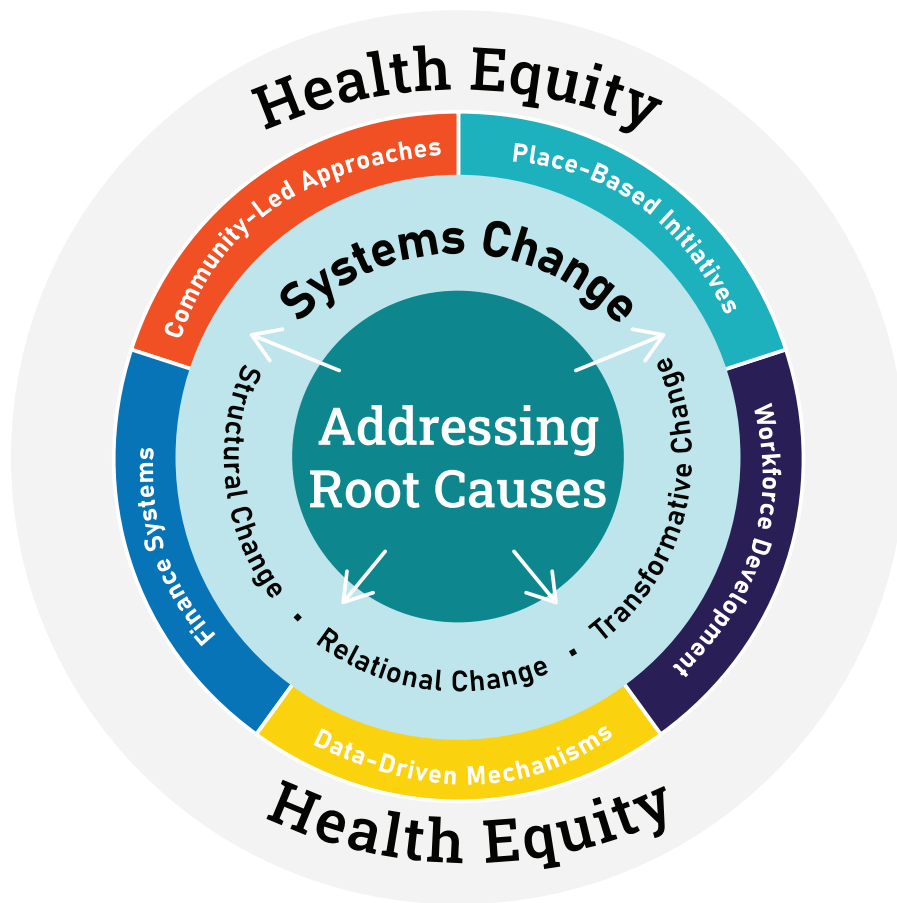 Health Equity
Community-Led Approaches
Place-Based Initiatives
Systems Change
Addressing
Root Causes
Structural Change · Relational Change · Transformative Change
Finance Systems
Workforce Development
Data-Driven Mechanisms
Health Equity